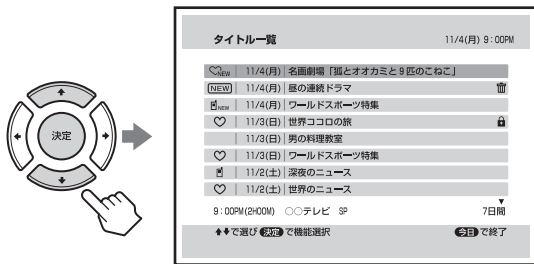 タイトル一覧 11/4(月) 9:00PM
NEW 11/4(月) 名画劇場「狐とオオカミと9匹のこねこ」
NEW 11/4(月) 昼の連続ドラマ
NEW 11/4(月) ワールドスポーツ特集
11/3(日) 世界ココロの旅
11/3(日) 男の料理教室
11/3(日) ワールドスポーツ特集
11/2(土) 深夜のニュース
11/2(土) 世界のニュース
決定
9:00PM(2H00M) ○○テレビ SP 7日間
で選び 決定 で機能選択 今日 で終了